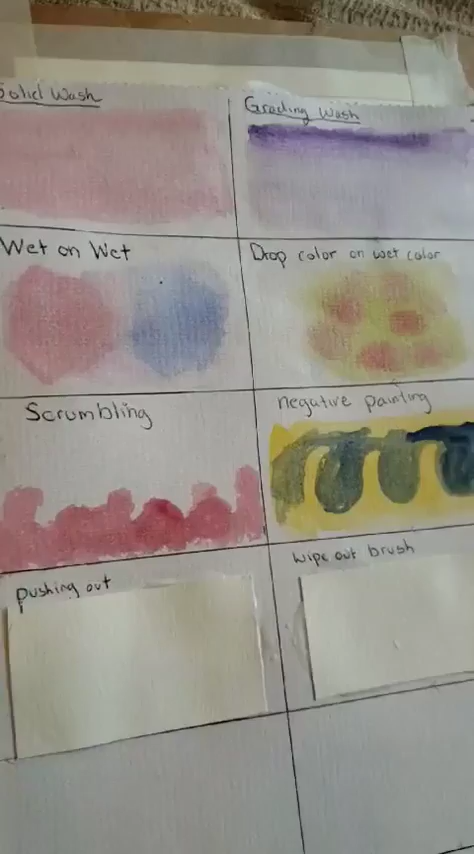 Solid Wash
Grading Wash
Wet on Wet
Drop color on wet color
Scrumbling
negative painting
pushing out
wipe out brush